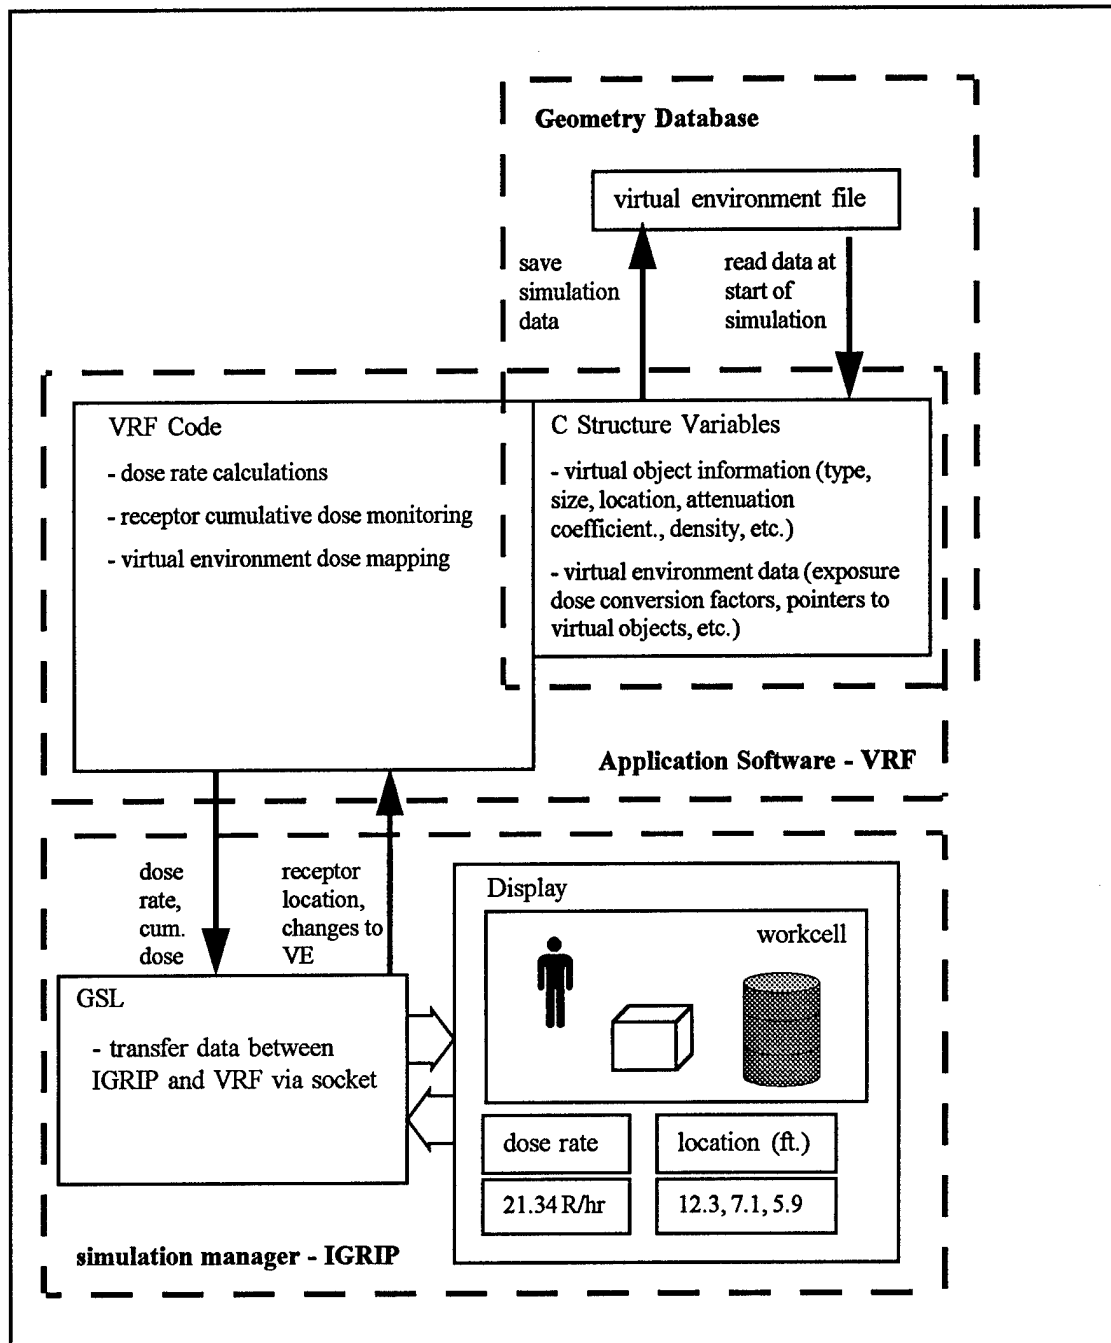 Geometry Database
virtual environment file
save
simulation
data
read data at
start of
simulation
VRF Code
- dose rate calculations
- receptor cumulative dose monitoring
- virtual environment dose mapping
C Structure Variables
- virtual object information (type,
size, location, attenuation
coefficient., density, etc.)
- virtual environment data (exposure
dose conversion factors, pointers to
virtual objects, etc.)
Application Software - VRF
dose
rate,
cum.
dose
receptor
location,
changes to
VE
GSL
- transfer data between
IGRIP and VRF via socket
Display
workcell
dose rate
location (ft.)
21.34 R/hr
12.3, 7.1, 5.9
simulation manager - IGRIP